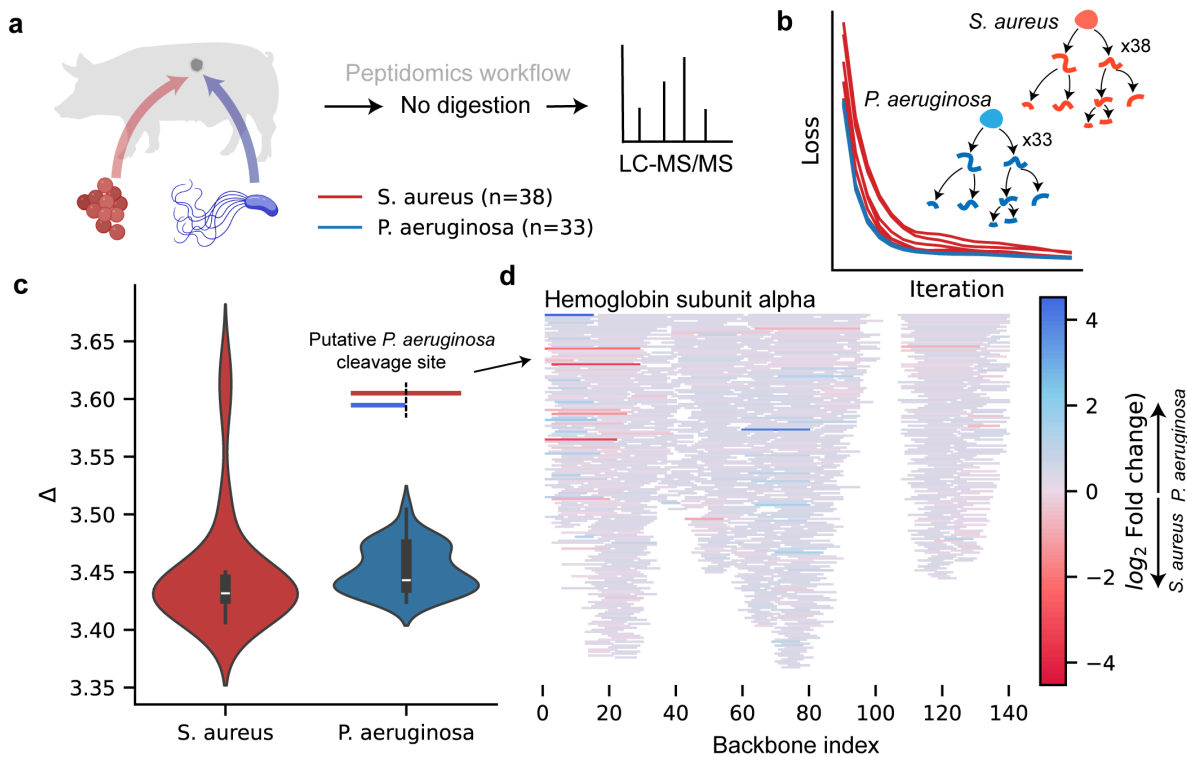 a
Peptidomics workflow
No digestion
LC-MS/MS
S. aureus (n=38)
P. aeruginosa (n=33)
b
S. aureus
x38
P. aeruginosa
x33
Loss
Iteration
c
3.65
3.60
3.55
3.50
3.45
3.40
3.35
Δ
S. aureus
P. aeruginosa
Putative P. aeruginosa
cleavage site
d
Hemoglobin subunit alpha
0
20
40
60
80
100
120
140
Backbone index
4
2
0
−2
−4
log₂ Fold change)
S. aureus
P. aeruginosa